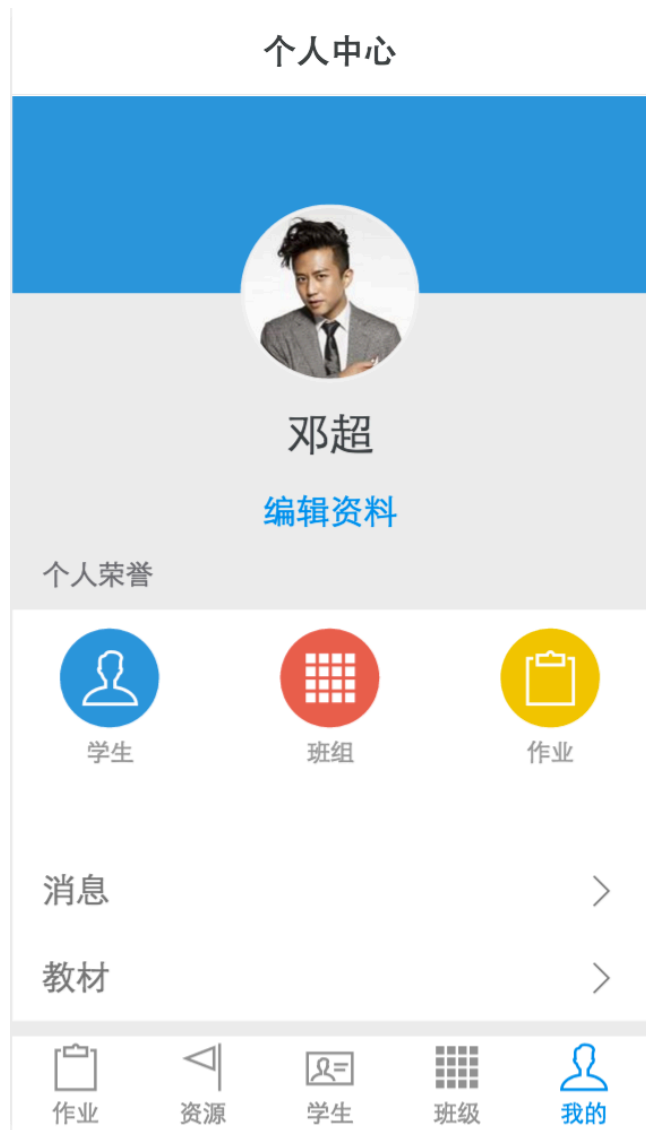 个人中心
邓超
编辑资料
个人荣誉
学生 班组 作业
消息
教材
作业 资源 学生 班级 我的